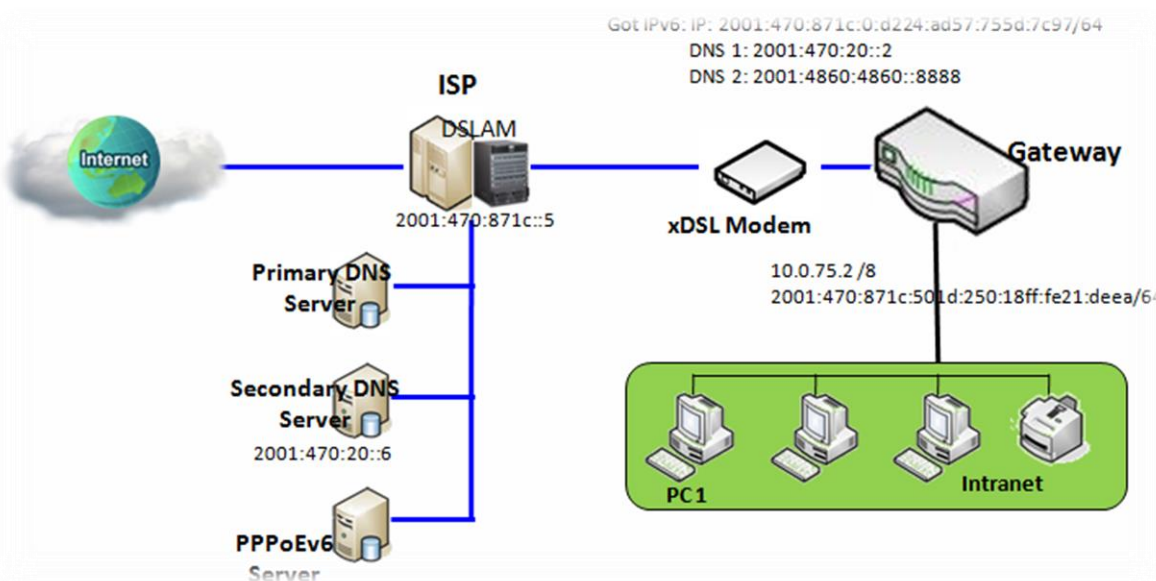 Got IPv6: IP: 2001:470:871c:0:d224:ad57:755d:7c97/64
DNS 1: 2001:470:20::2
DNS 2: 2001:4860:4860::8888
ISP
DSLAM
Internet
Gateway
2001:470:871c::5
xDSL Modem
Primary DNS
Server
10.0.75.2 /8
2001:470:871c:501d:250:18ff:fe21:deea/64
Secondary DNS
Server
2001:470:20::6
PC1
Intranet
PPPoEv6
Server